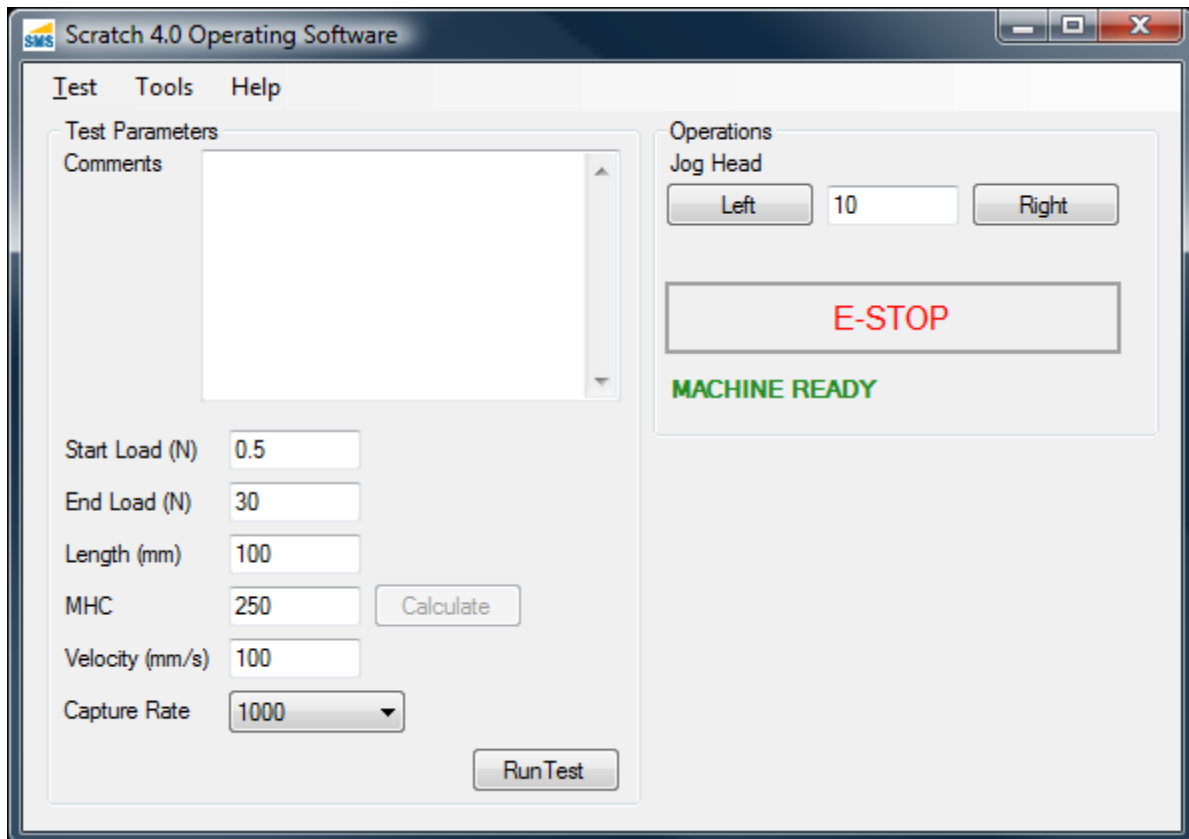 SMS Scratch 4.0 Operating Software
Test Tools Help
Test Parameters
Comments
Start Load (N) 0.5
End Load (N) 30
Length (mm) 100
MHC 250 Calculate
Velocity (mm/s) 100
Capture Rate 1000
Run Test
Operations
Jog Head
Left 10 Right
E-STOP
MACHINE READY